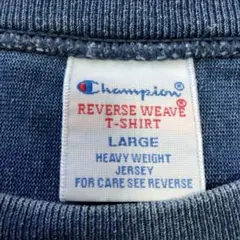 Champion®
REVERSE WEAVE®
T-SHIRT
LARGE
HEAVY WEIGHT
JERSEY
FOR CARE SEE REVERSE